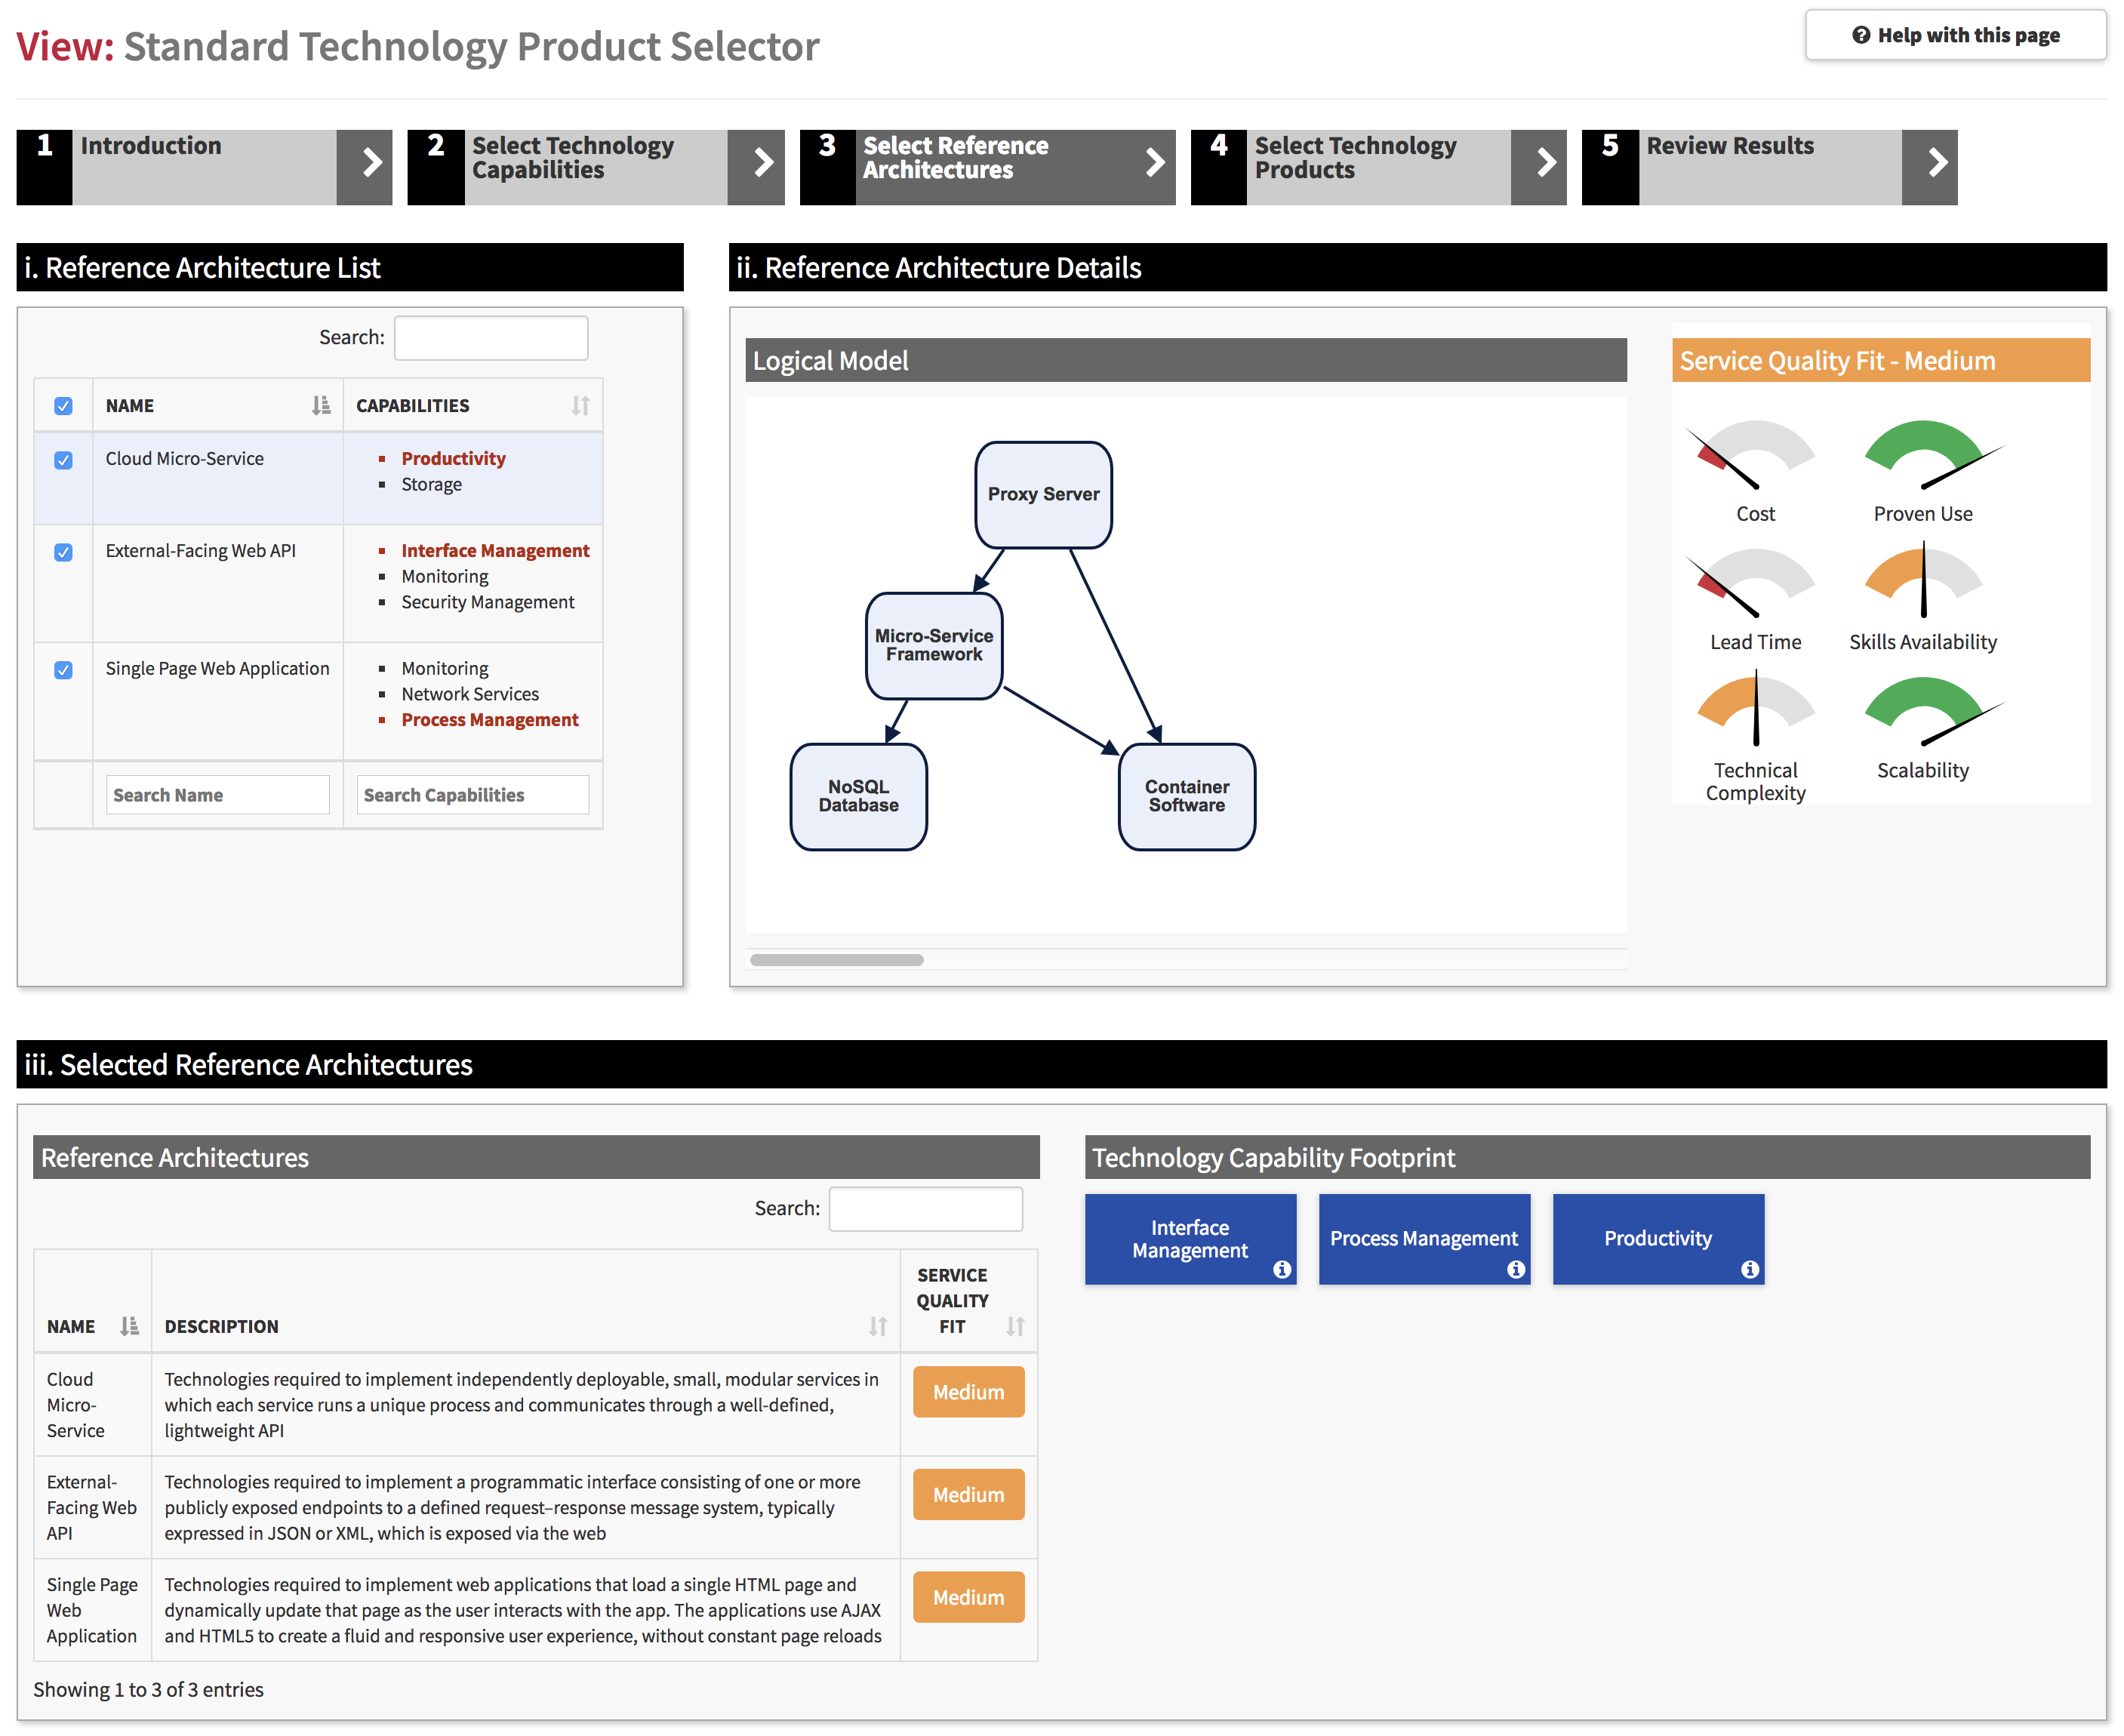 View: Standard Technology Product Selector
Help with this page
1 Introduction
2 Select Technology
Capabilities
3 Select Reference
Architectures
4 Select Technology
Products
5 Review Results
i. Reference Architecture List
Search:
NAME CAPABILITIES
Cloud Micro-Service
Productivity
Storage
External-Facing Web API
Interface Management
Monitoring
Security Management
Single Page Web Application
Monitoring
Network Services
Process Management
Search Name
Search Capabilities
ii. Reference Architecture Details
Logical Model
Proxy Server
Micro-Service
Framework
NoSQL
Database
Container
Software
Service Quality Fit - Medium
Cost
Proven Use
Lead Time
Skills Availability
Technical
Complexity
Scalability
iii. Selected Reference Architectures
Reference Architectures
Search:
NAME DESCRIPTION
SERVICE
QUALITY
FIT
Cloud
Micro-
Service
Technologies required to implement independently deployable, small, modular services in
which each service runs a unique process and communicates through a well-defined,
lightweight API
Medium
External-
Facing Web
API
Technologies required to implement a programmatic interface consisting of one or more
publicly exposed endpoints to a defined request–response message system, typically
expressed in JSON or XML, which is exposed via the web
Medium
Single Page
Web
Application
Technologies required to implement web applications that load a single HTML page and
dynamically update that page as the user interacts with the app. The applications use AJAX
and HTML5 to create a fluid and responsive user experience, without constant page reloads
Medium
Showing 1 to 3 of 3 entries
Technology Capability Footprint
Interface
Management
Process Management
Productivity